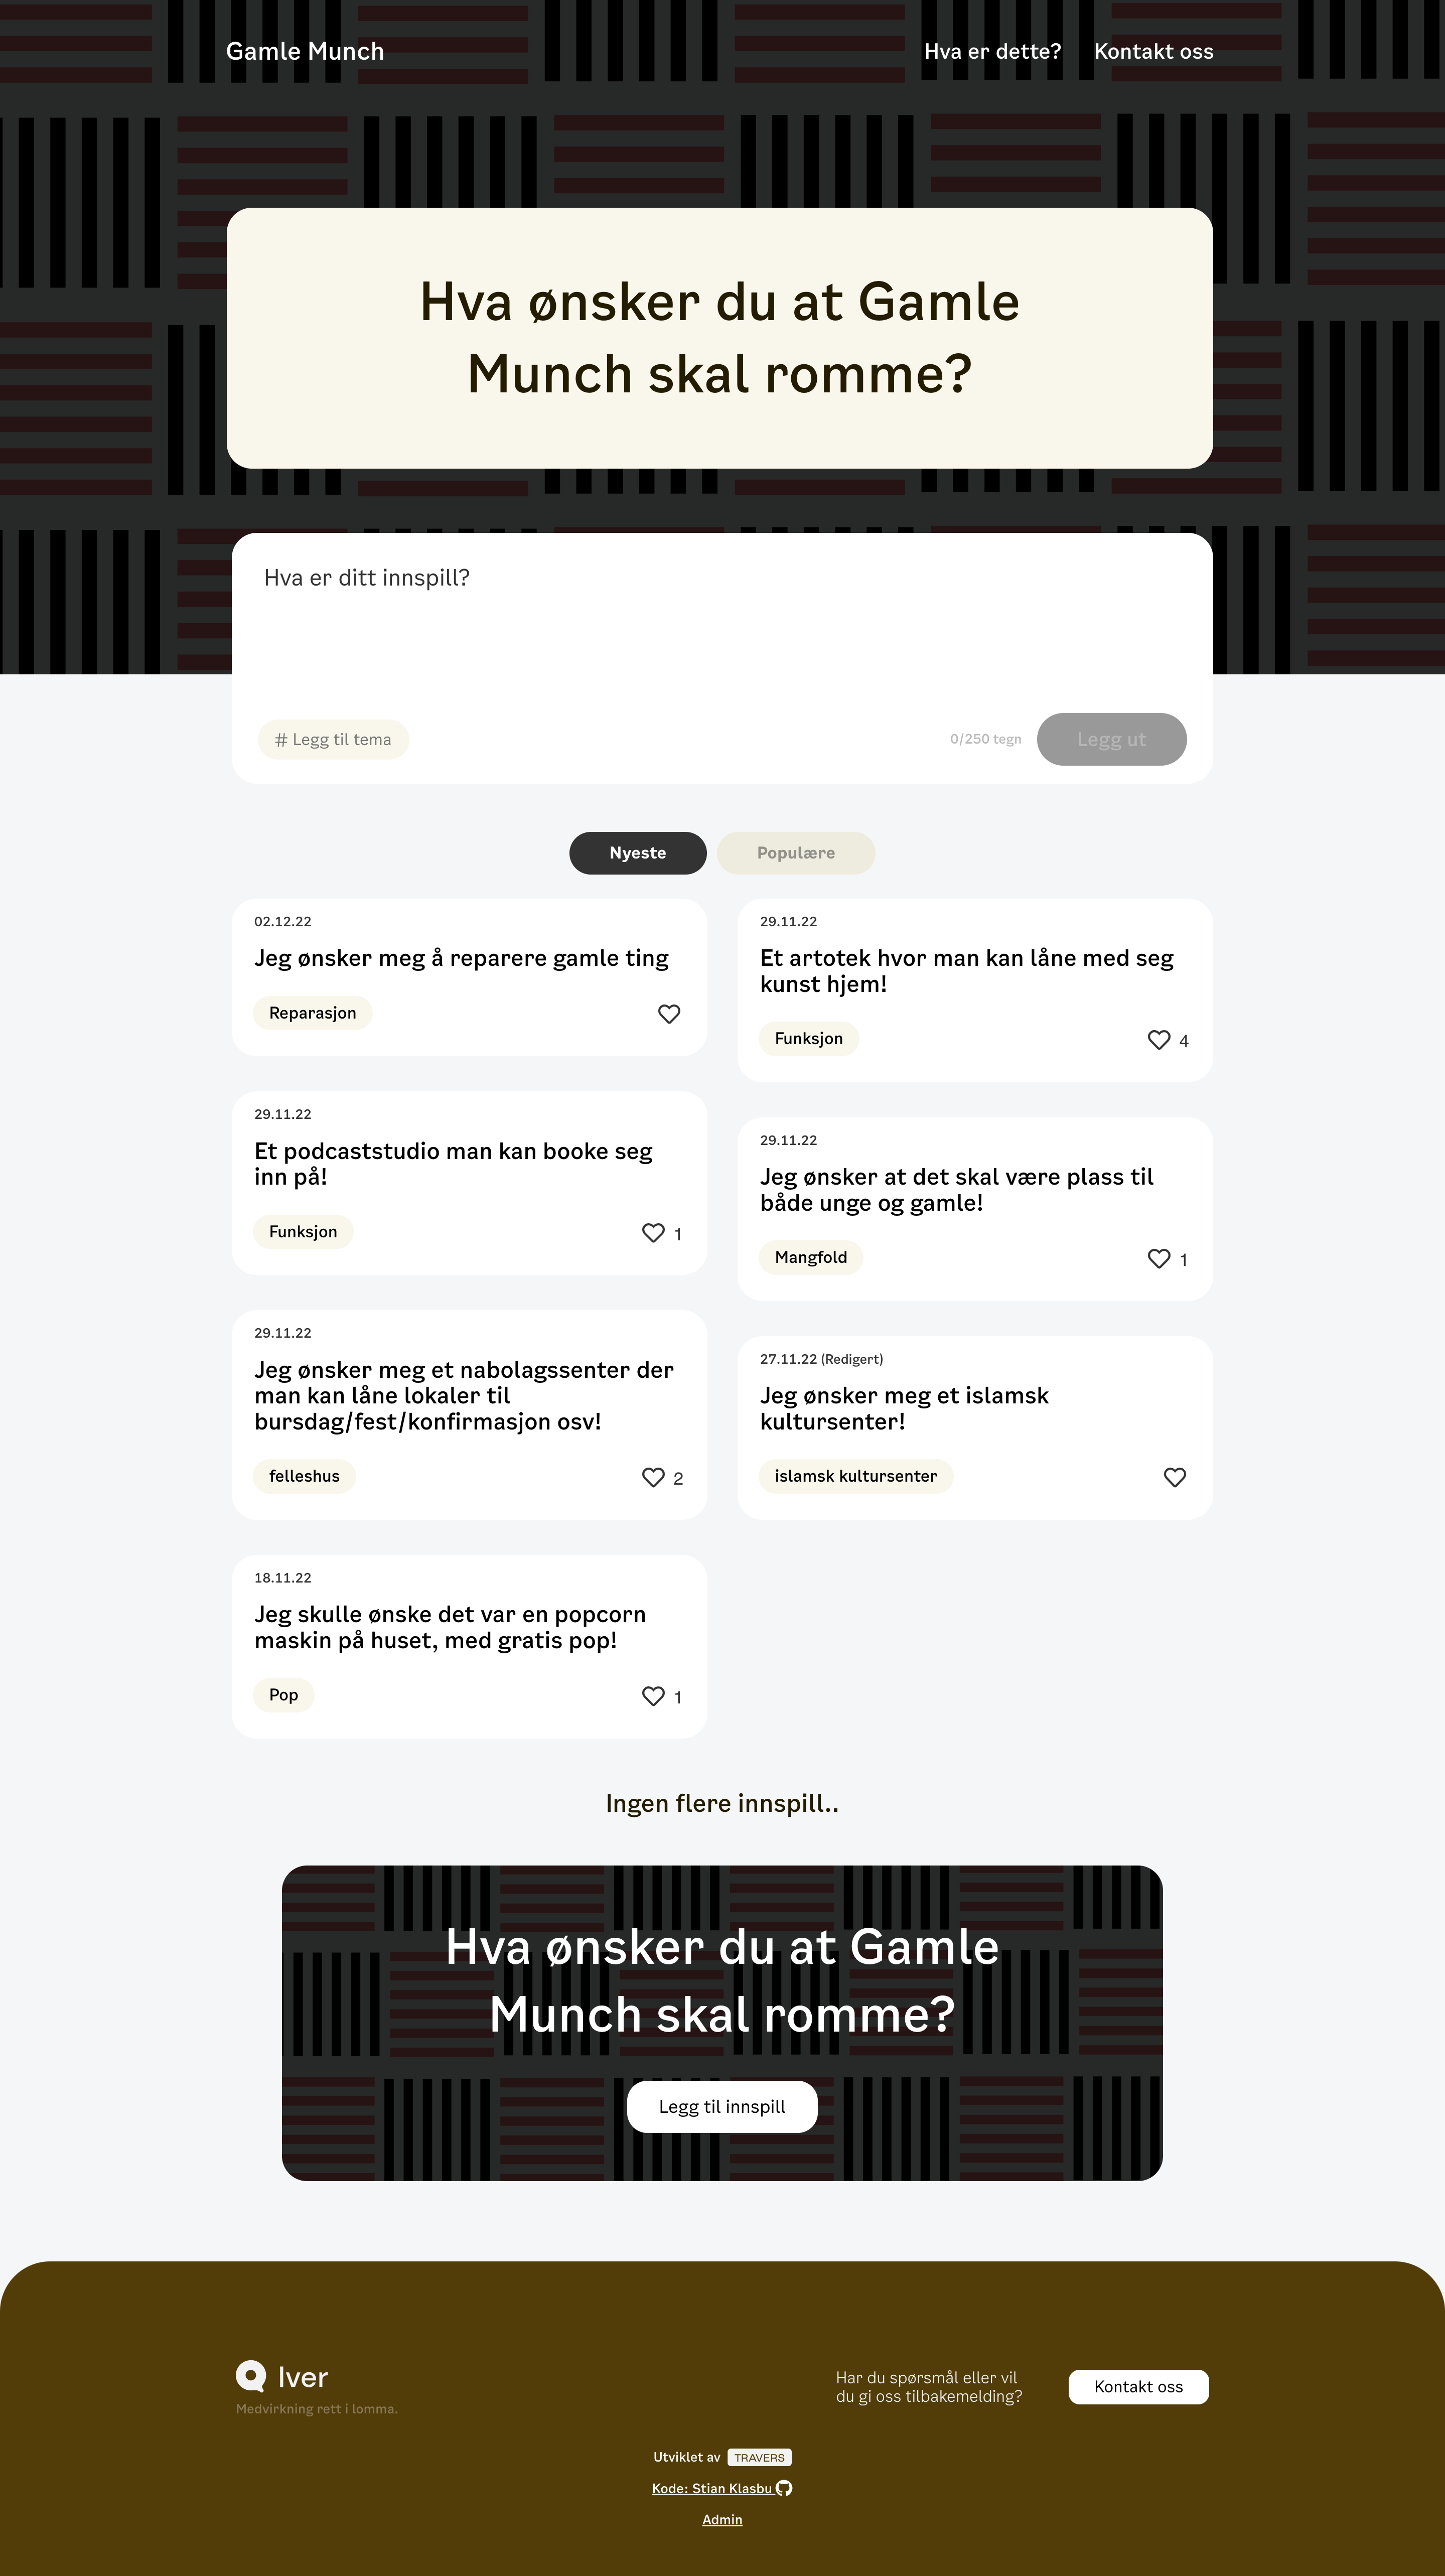 Gamle Munch
Hva er dette?
Kontakt oss
Hva ønsker du at Gamle
Munch skal romme?
Hva er ditt innspill?
# Legg til tema
0/250 tegn
Legg ut
Nyeste
Populære
02.12.22
Jeg ønsker meg å reparere gamle ting
Reparasjon
29.11.22
Et artotek hvor man kan låne med seg
kunst hjem!
Funksjon
4
29.11.22
Et podcaststudio man kan booke seg
inn på!
Funksjon
1
29.11.22
Jeg ønsker at det skal være plass til
både unge og gamle!
Mangfold
1
29.11.22
Jeg ønsker meg et nabolagssenter der
man kan låne lokaler til
bursdag/fest/konfirmasjon osv!
felleshus
2
27.11.22 (Redigert)
Jeg ønsker meg et islamsk
kultursenter!
islamsk kultursenter
18.11.22
Jeg skulle ønske det var en popcorn
maskin på huset, med gratis pop!
Pop
1
Ingen flere innspill..
Hva ønsker du at Gamle
Munch skal romme?
Legg til innspill
Iver
Medvirkning rett i lomma.
Har du spørsmål eller vil
du gi oss tilbakemelding?
Kontakt oss
Utviklet av TRAVERS
Kode: Stian Klasbu
Admin